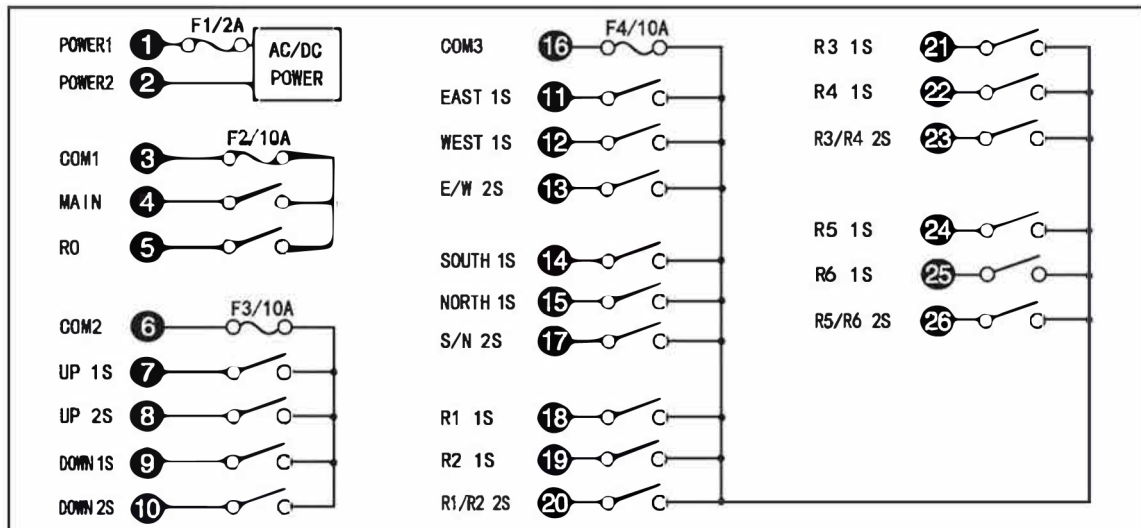 F1/2A
POWER1 1
AC/DC
POWER
POWER2 2
F2/10A
COM1 3
MAIN 4
R0 5
F3/10A
COM2 6
UP 1S 7
UP 2S 8
DOWN 1S 9
DOWN 2S 10
F4/10A
COM3 16
EAST 1S 11
WEST 1S 12
E/W 2S 13
SOUTH 1S 14
NORTH 1S 15
S/N 2S 17
R1 1S 18
R2 1S 19
R1/R2 2S 20
R3 1S 21
R4 1S 22
R3/R4 2S 23
R5 1S 24
R6 1S 25
R5/R6 2S 26